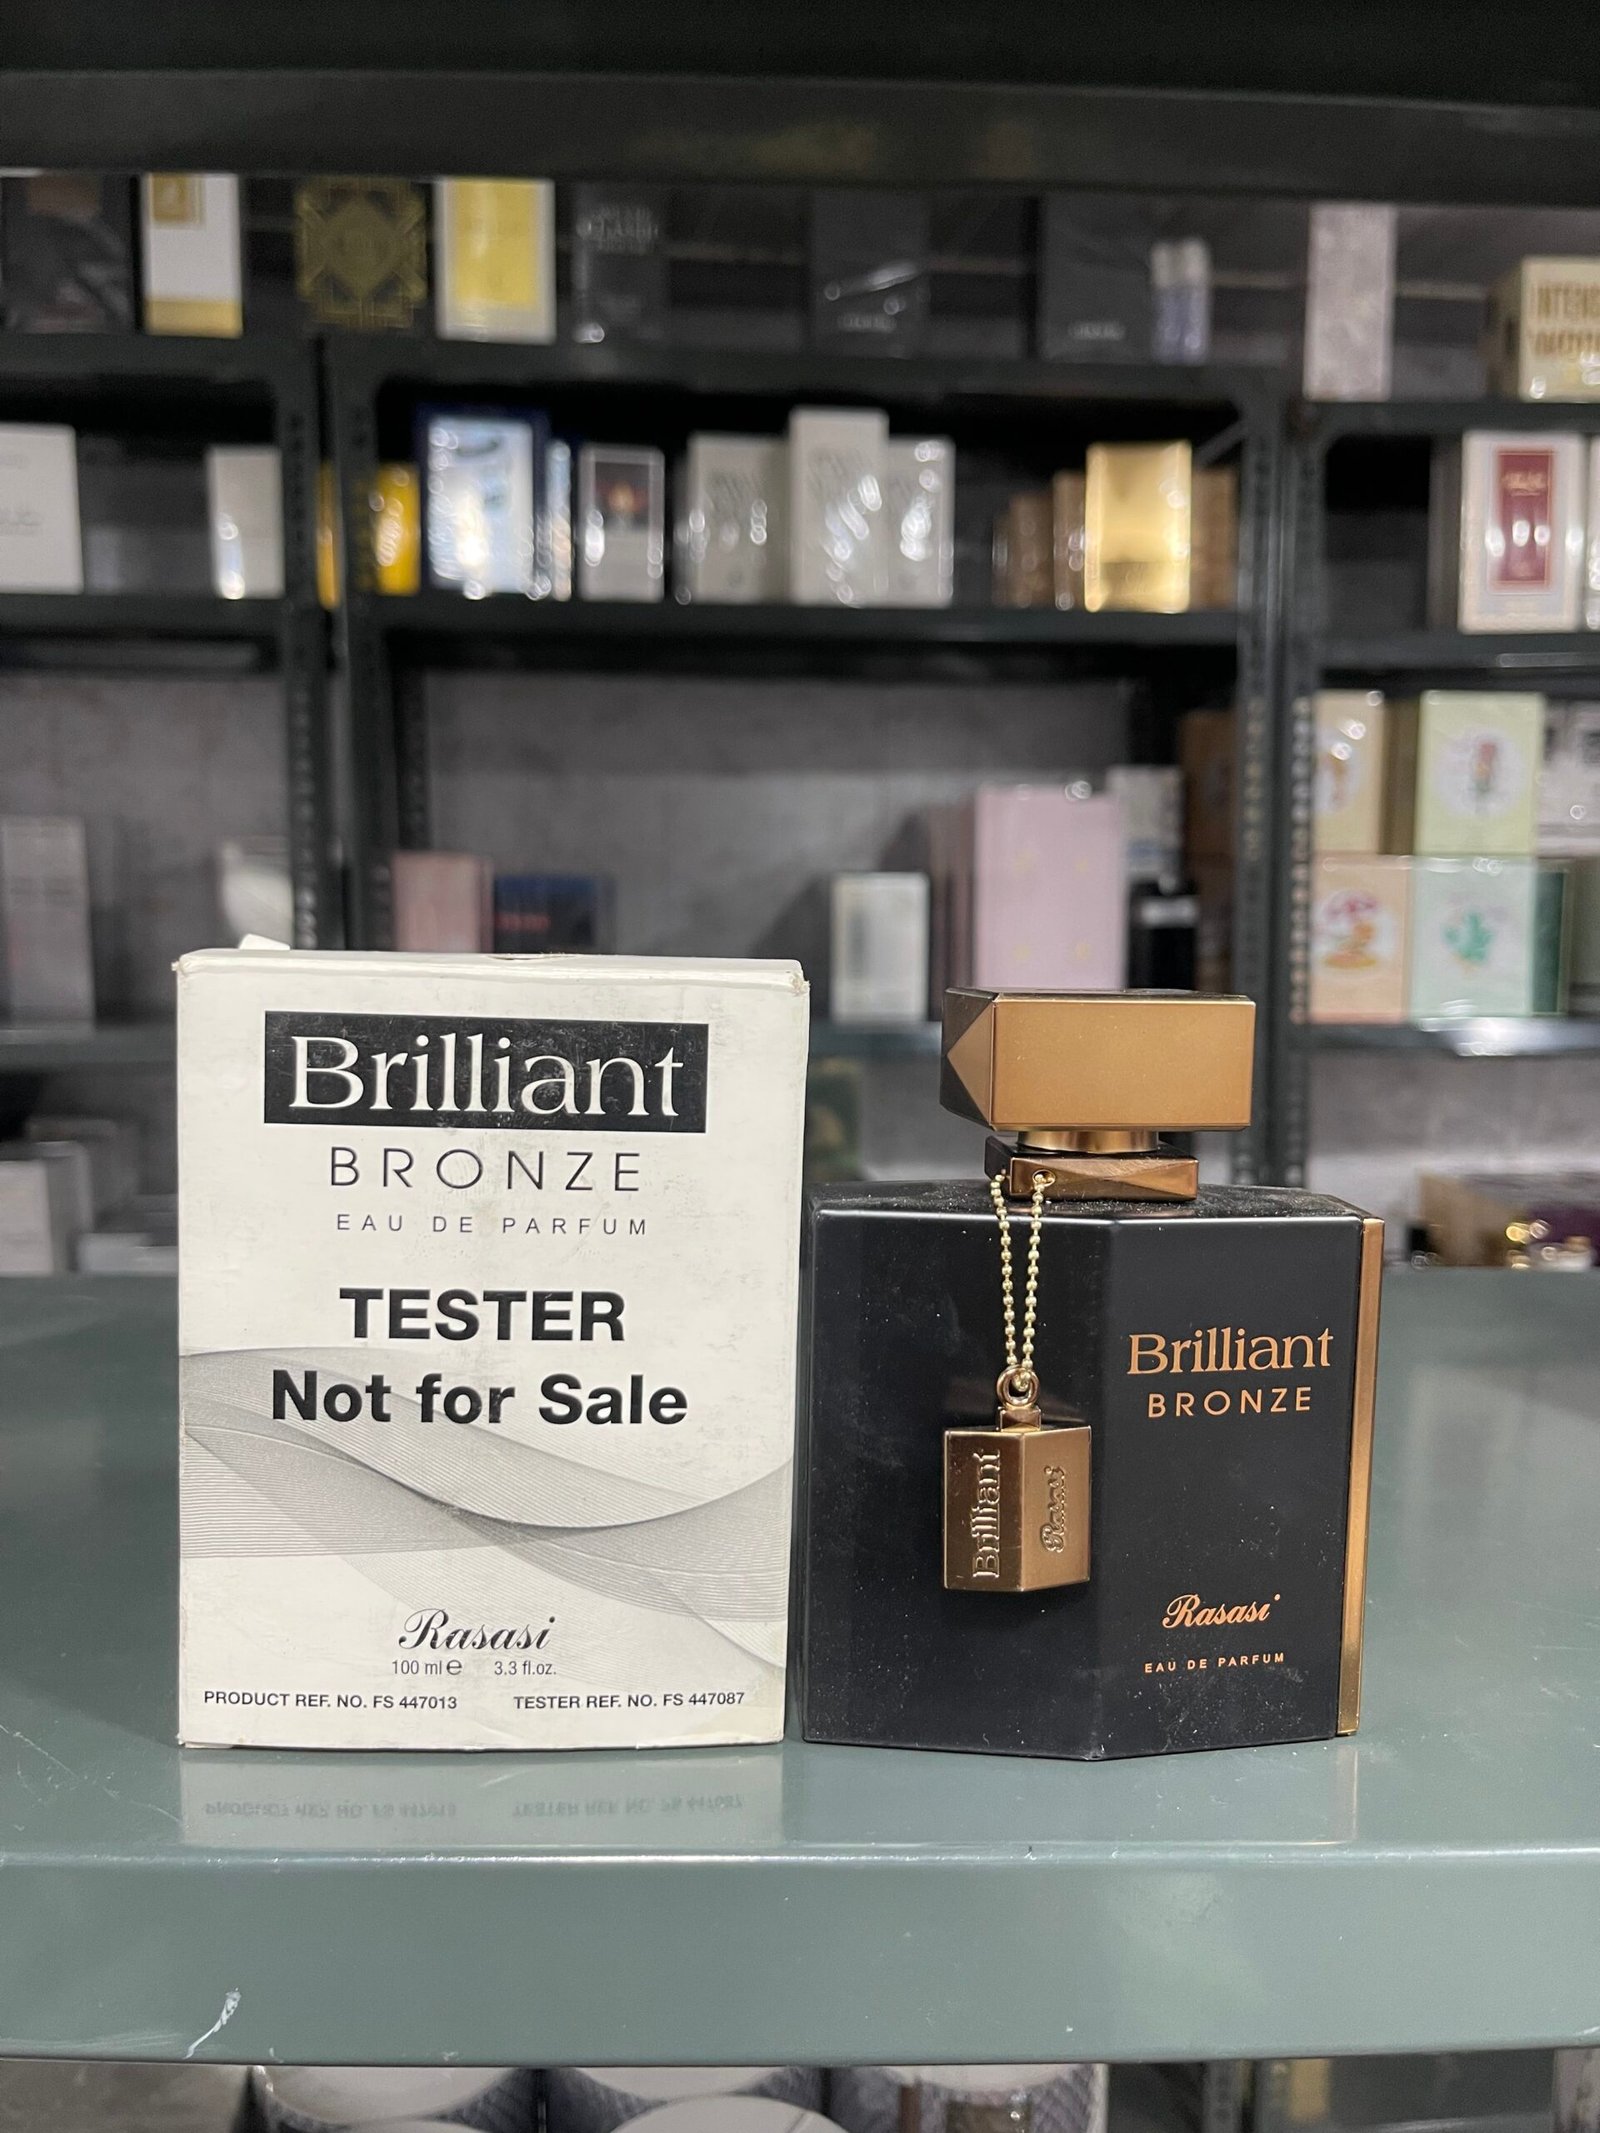 Brilliant
BRONZE
EAU DE PARFUM
TESTER
Not for Sale
Rasasi
100 ml e 3.3 fl.oz.
PRODUCT REF. NO. FS 447013 TESTER REF. NO. FS 447087
Brilliant
BRONZE
Brilliant
Rasasi
Rasasi
EAU DE PARFUM